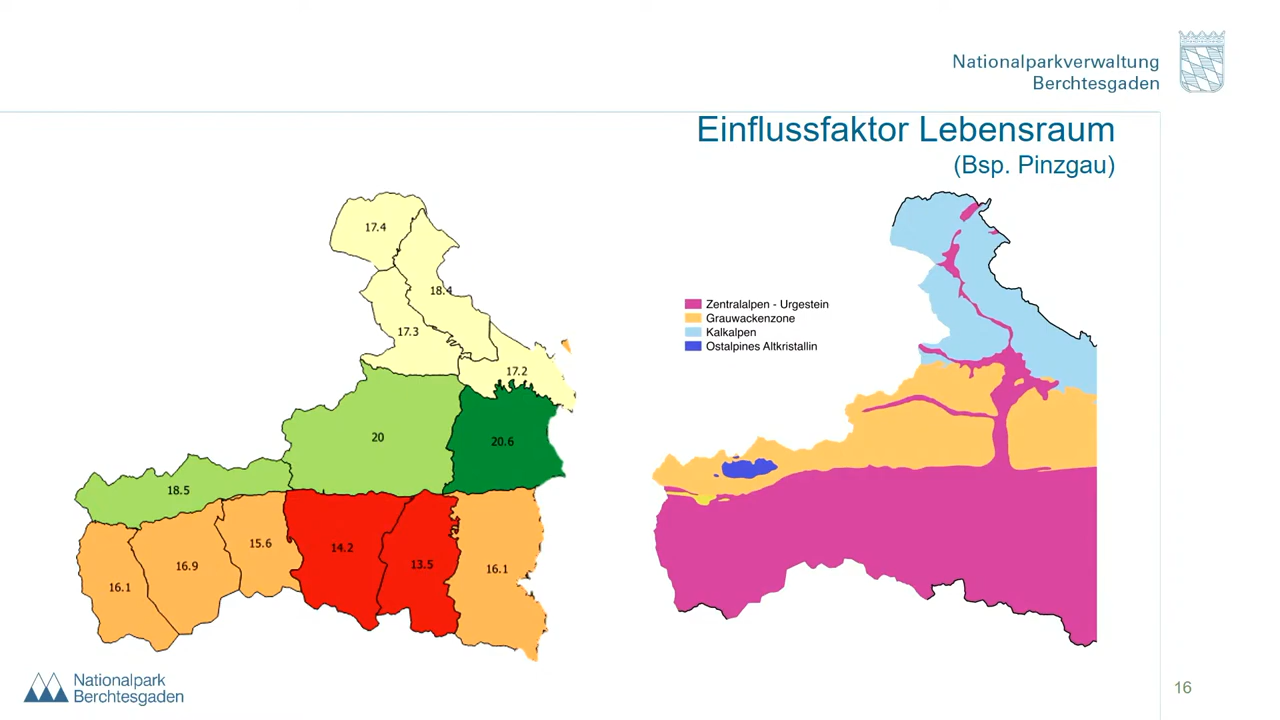 Nationalparkverwaltung
Berchtesgaden
Einflussfaktor Lebensraum
(Bsp. Pinzgau)
17.4
18.4
17.3
17.2
20
20.6
18.5
16.1
16.9
15.6
14.2
13.5
16.1
Zentralalpen - Urgestein
Grauwackenzone
Kalkalpen
Ostalpines Altkristallin
Nationalpark
Berchtesgaden
16